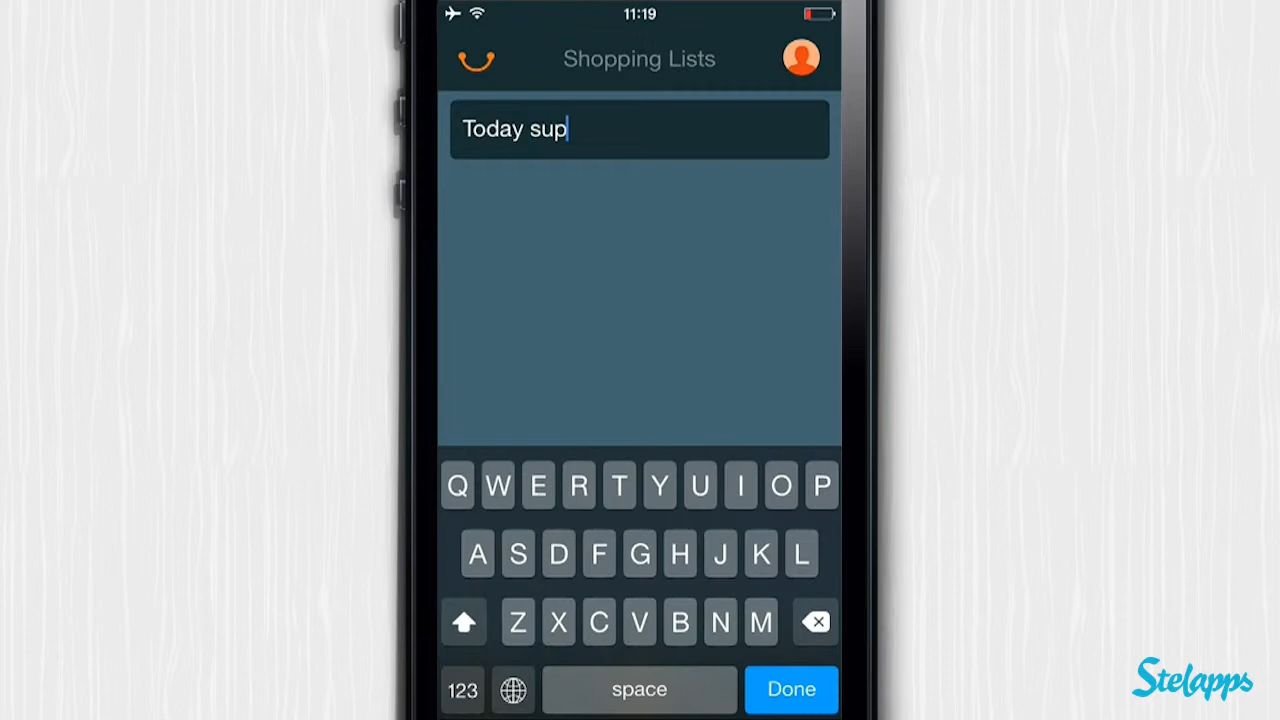 11:19
Shopping Lists
Today sup
Q W E R T Y U I O P
A S D F G H J K L
Z X C V B N M
123 space Done
Stelapps